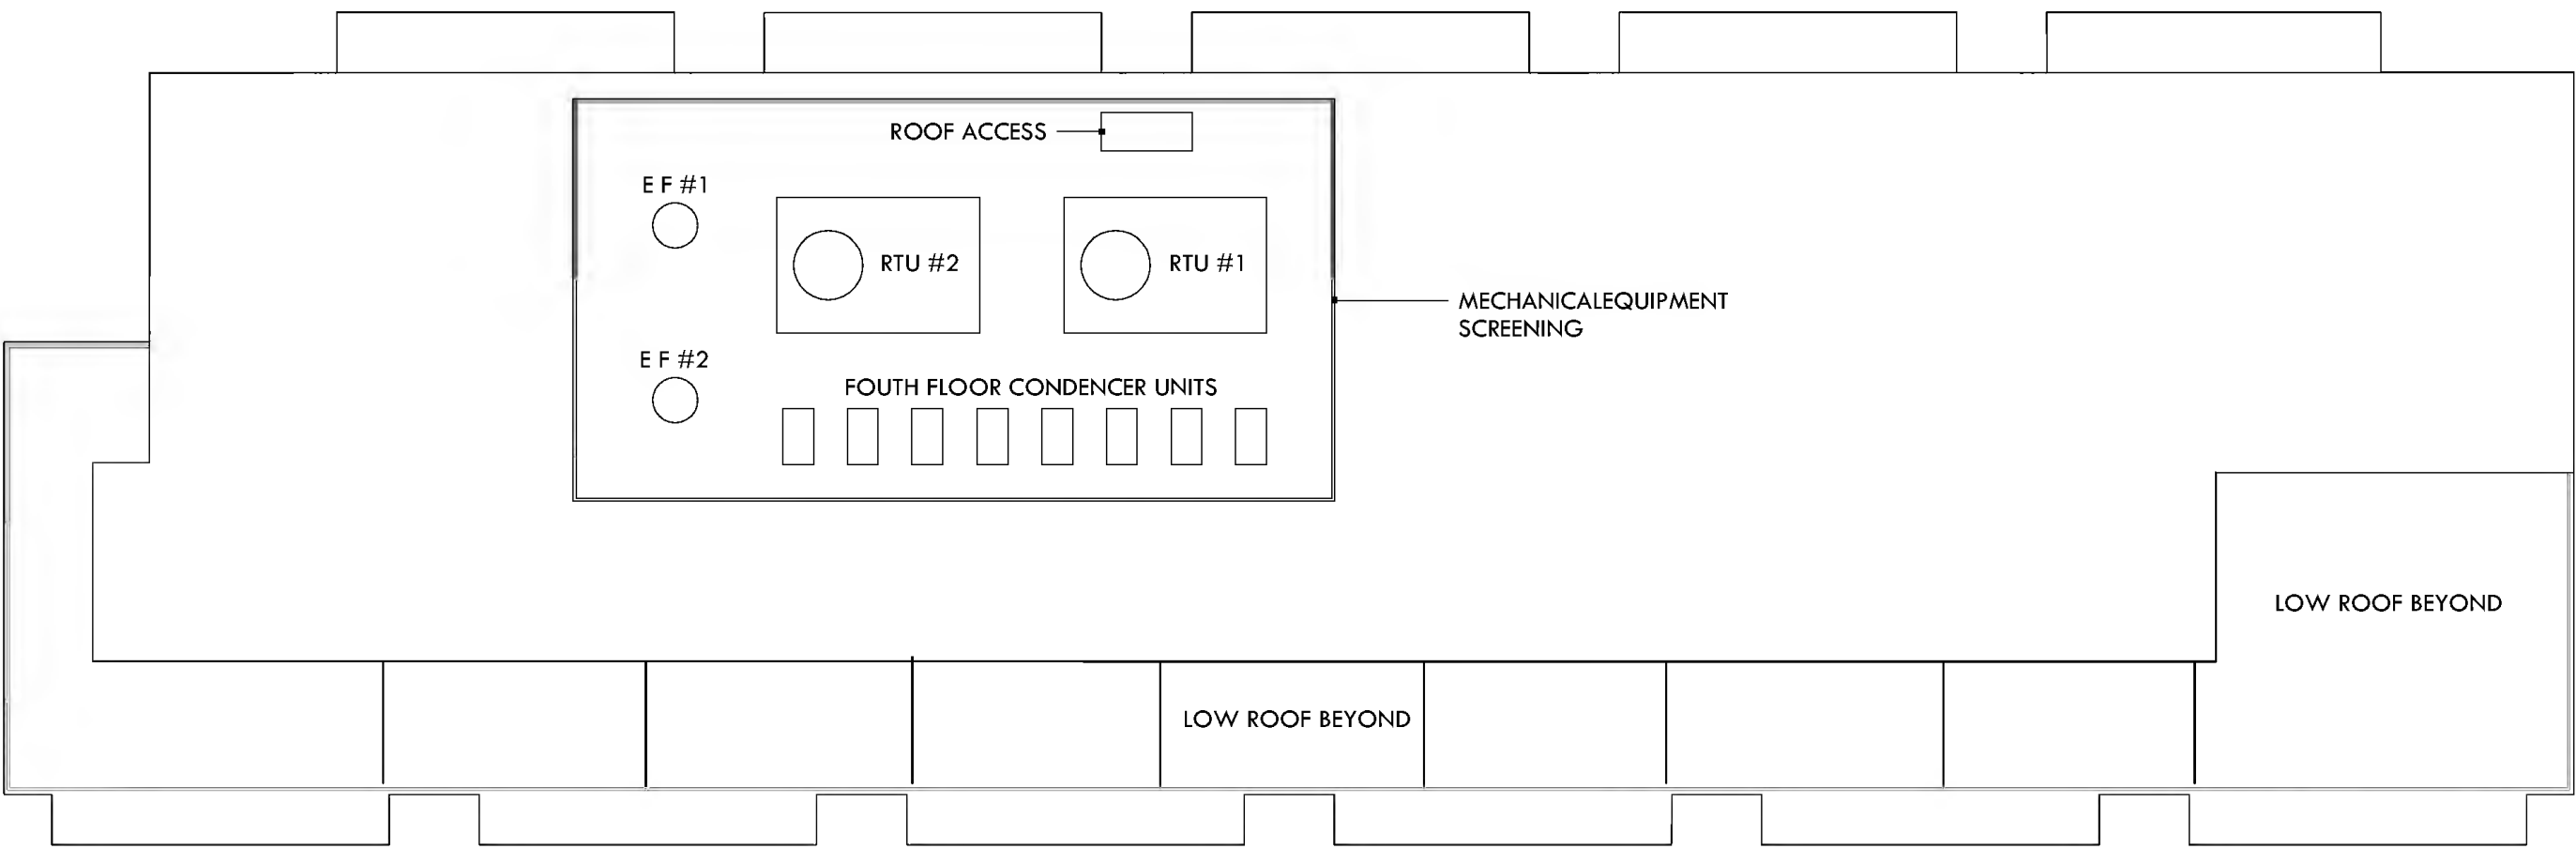 ROOF ACCESS
E F #1
RTU #2
RTU #1
MECHANICALEQUIPMENT
SCREENING
E F #2
FOUTH FLOOR CONDENCER UNITS
LOW ROOF BEYOND
LOW ROOF BEYOND